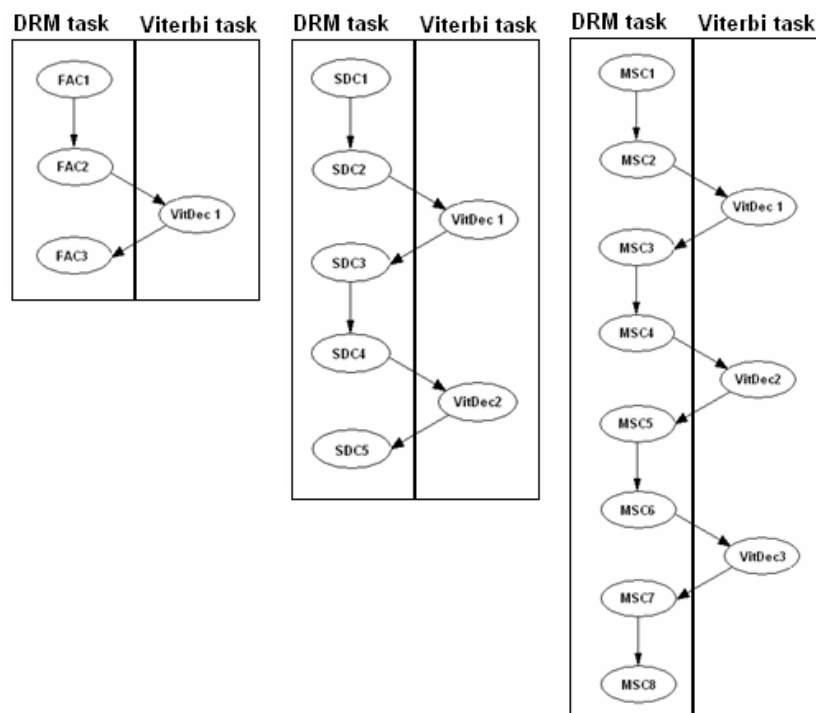 DRM task Viterbi task
FAC1
FAC2
VitDec 1
FAC3
DRM task Viterbi task
SDC1
SDC2
VitDec 1
SDC3
SDC4
VitDec2
SDC5
DRM task Viterbi task
MSC1
MSC2
VitDec 1
MSC3
MSC4
VitDec2
MSC5
MSC6
VitDec3
MSC7
MSC8